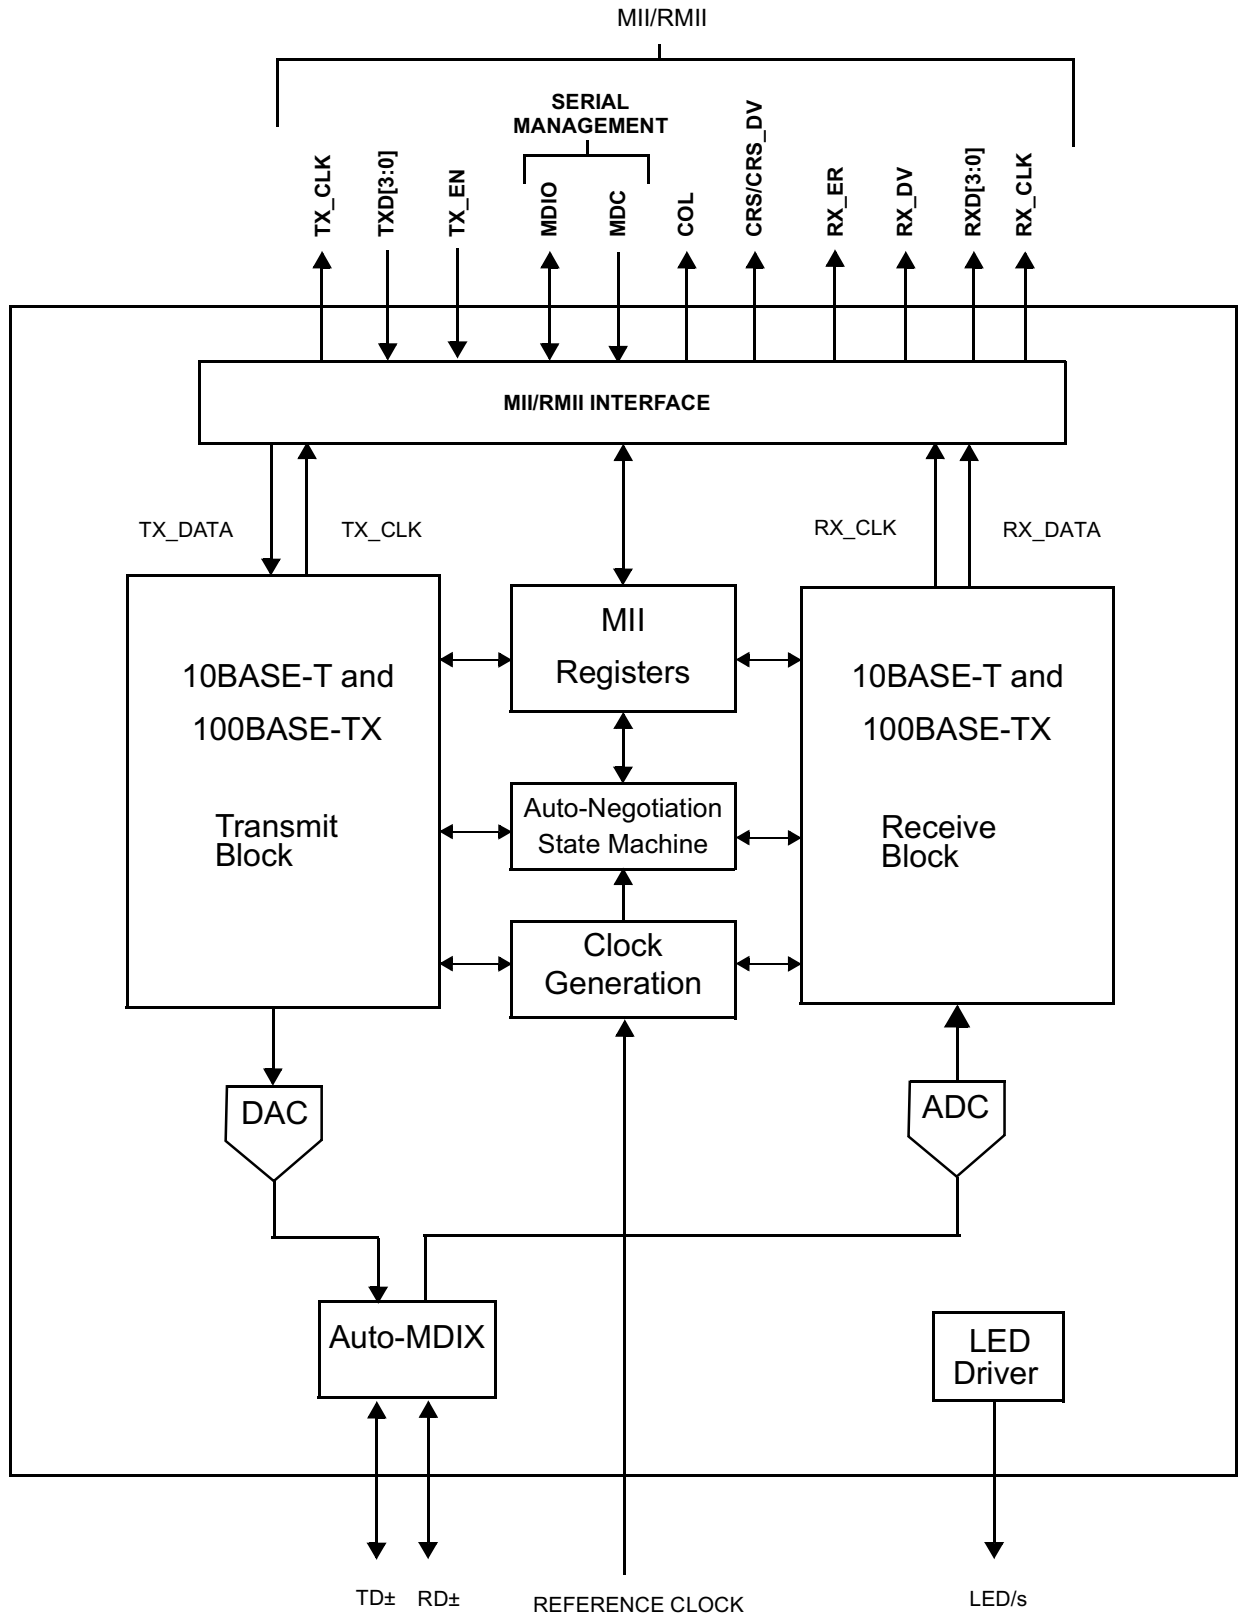 MII/RMII
SERIAL
MANAGEMENT
TX_CLK
TXD[3:0]
TX_EN
MDIO
MDC
COL
CRS/CRS_DV
RX_ER
RX_DV
RXD[3:0]
RX_CLK
MII/RMII INTERFACE
TX_DATA
TX_CLK
RX_CLK
RX_DATA
10BASE-T and
100BASE-TX
Transmit
Block
MII
Registers
Auto-Negotiation
State Machine
Clock
Generation
10BASE-T and
100BASE-TX
Receive
Block
DAC
ADC
Auto-MDIX
LED
Driver
TD±
RD±
REFERENCE CLOCK
LED/s